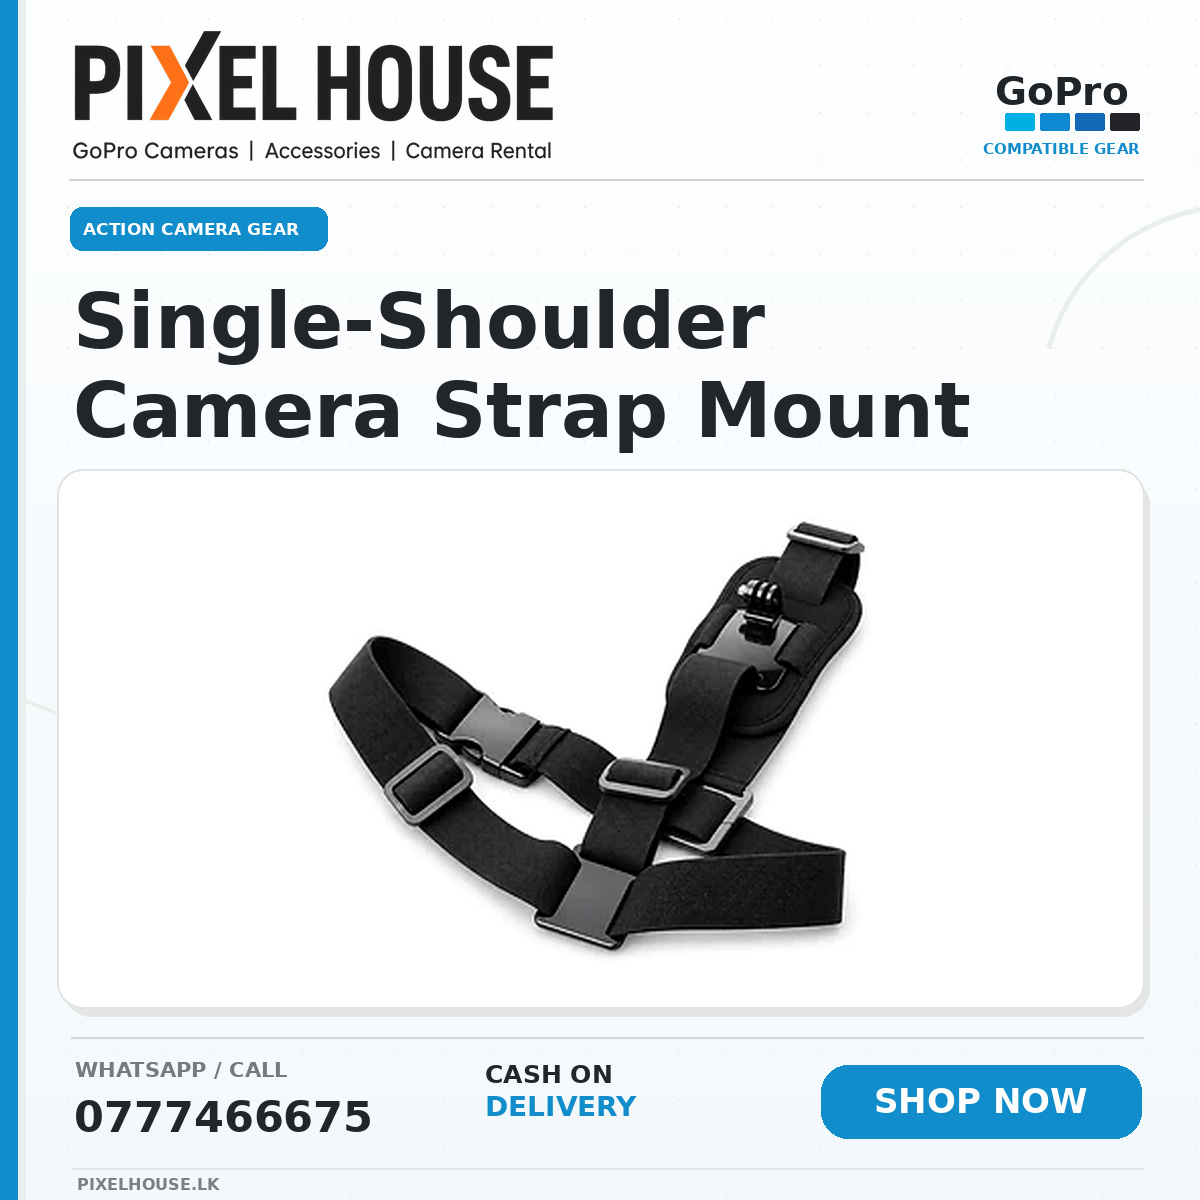 PIXEL HOUSE
GoPro Cameras | Accessories | Camera Rental
GoPro
COMPATIBLE GEAR
ACTION CAMERA GEAR
Single-Shoulder
Camera Strap Mount
WHATSAPP / CALL
0777466675
CASH ON
DELIVERY
SHOP NOW
PIXELHOUSE.LK